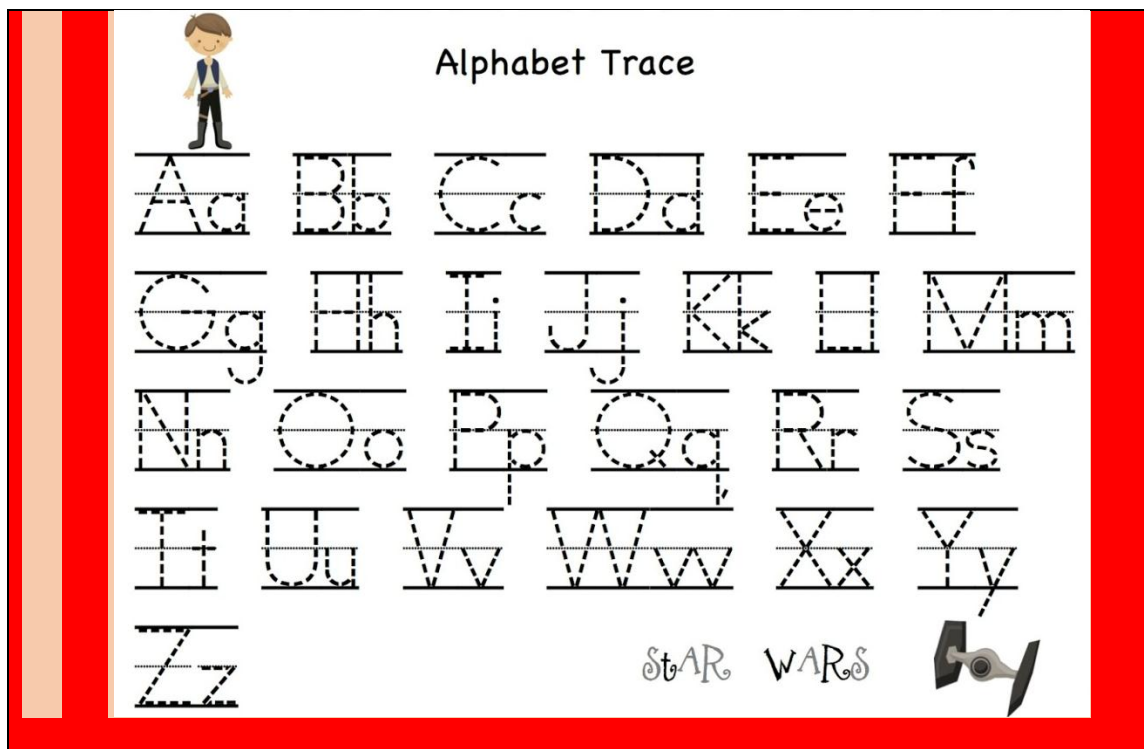 Alphabet Trace
Aa Bb Cc Dd Ee Ff
Gg Hh Ii Jj Kk Ll Mm
Nn Oo Pp Qq Rr Ss
Tt Uu Vv Ww Xx Yy
Zz
StAR WARS